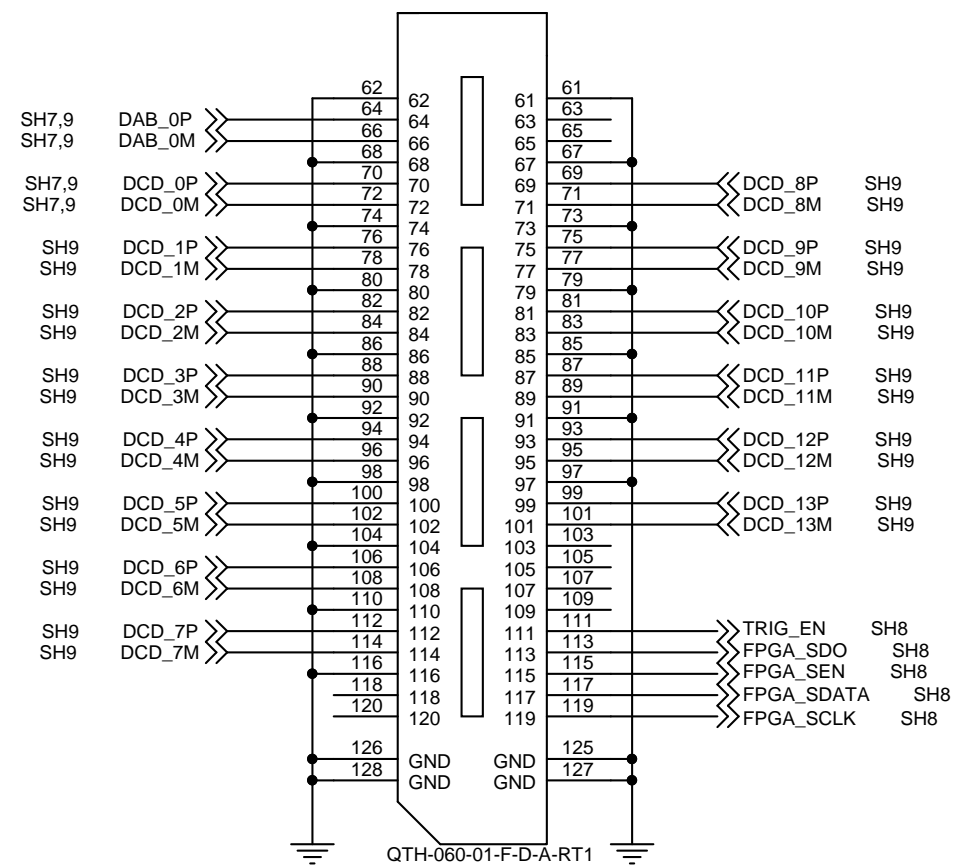 62 62 61 61
SH7,9 DAB_0P 64 64 63 63
SH7,9 DAB_0M 66 66 65 65
68 68 67 67
SH7,9 DCD_0P 70 70 69 69 DCD_8P SH9
SH7,9 DCD_0M 72 72 71 71 DCD_8M SH9
74 74 73 73
SH9 DCD_1P 76 76 75 75 DCD_9P SH9
SH9 DCD_1M 78 78 77 77 DCD_9M SH9
80 80 79 79
SH9 DCD_2P 82 82 81 81 DCD_10P SH9
SH9 DCD_2M 84 84 83 83 DCD_10M SH9
86 86 85 85
SH9 DCD_3P 88 88 87 87 DCD_11P SH9
SH9 DCD_3M 90 90 89 89 DCD_11M SH9
92 92 91 91
SH9 DCD_4P 94 94 93 93 DCD_12P SH9
SH9 DCD_4M 96 96 95 95 DCD_12M SH9
98 98 97 97
SH9 DCD_5P 100 100 99 99 DCD_13P SH9
SH9 DCD_5M 102 102 101 101 DCD_13M SH9
104 104 103 103
SH9 DCD_6P 106 106 105 105
SH9 DCD_6M 108 108 107 107
110 110 109 109
SH9 DCD_7P 112 112 111 111 TRIG_EN SH8
SH9 DCD_7M 114 114 113 113 FPGA_SDO SH8
116 116 115 115 FPGA_SEN SH8
118 118 117 117 FPGA_SDATA SH8
120 120 119 119 FPGA_SCLK SH8
126 GND GND 125
128 GND GND 127
QTH-060-01-F-D-A-RT1